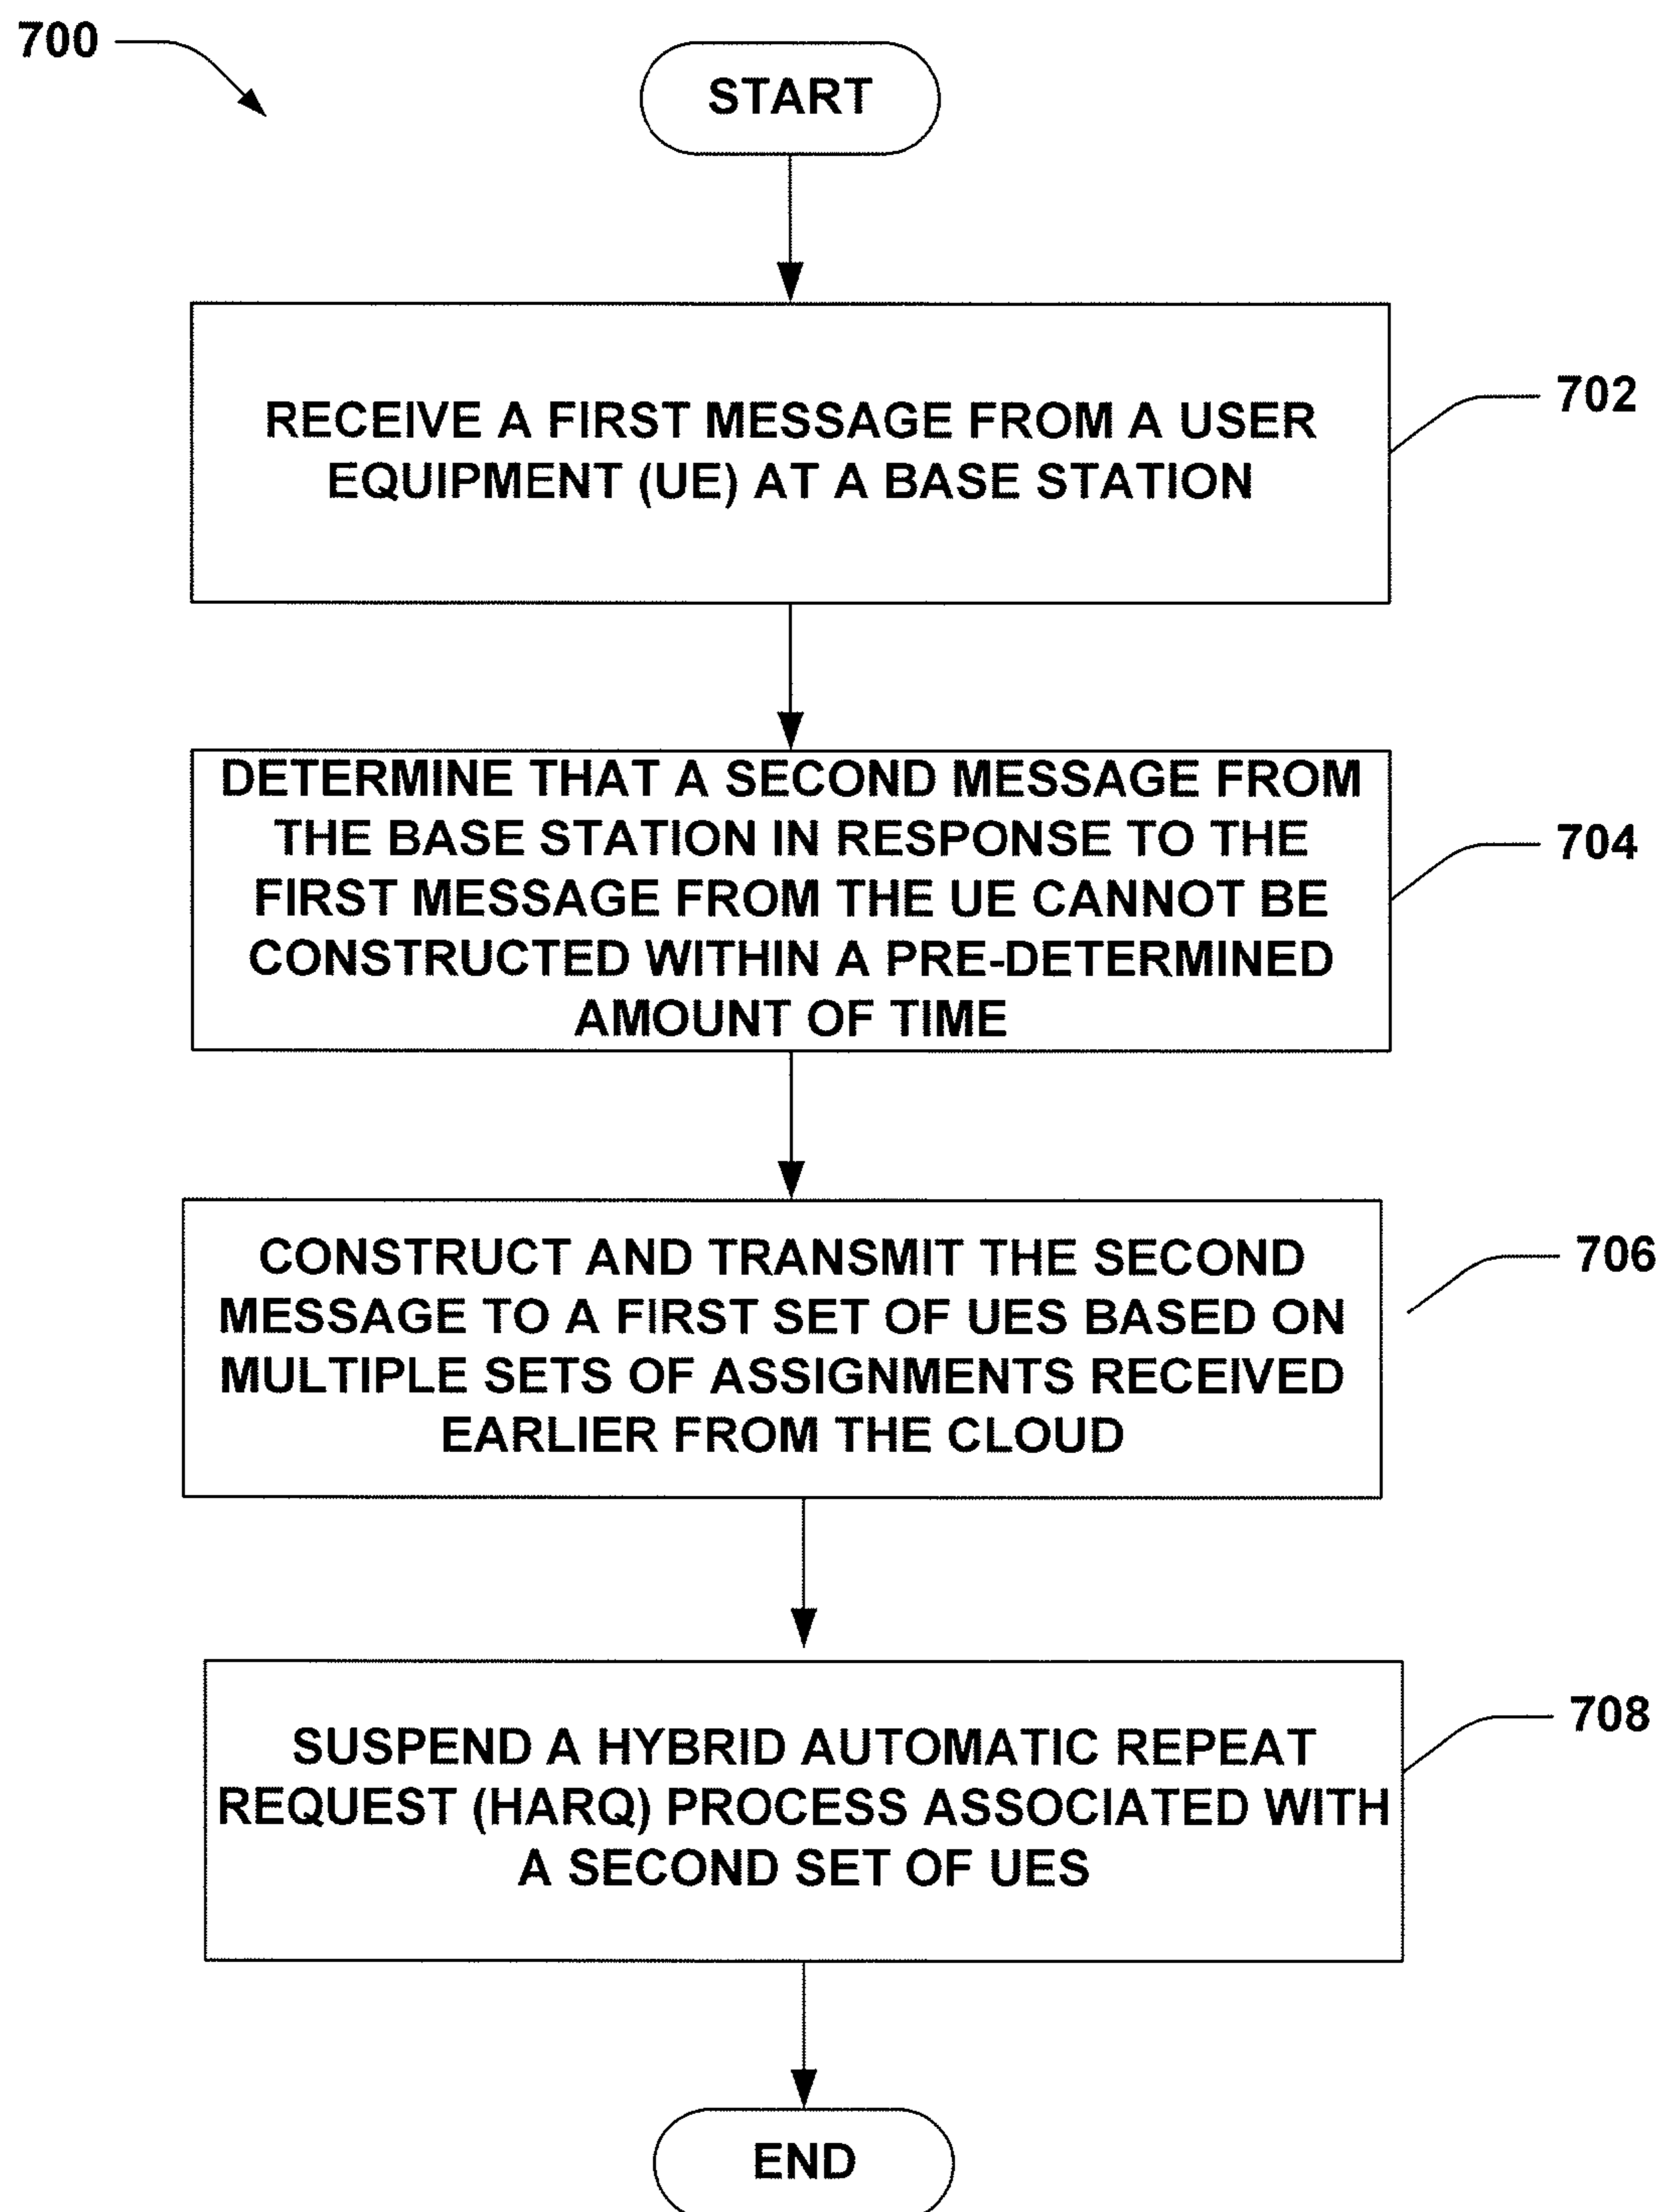 700
START
RECEIVE A FIRST MESSAGE FROM A USER
EQUIPMENT (UE) AT A BASE STATION
702
DETERMINE THAT A SECOND MESSAGE FROM
THE BASE STATION IN RESPONSE TO THE
FIRST MESSAGE FROM THE UE CANNOT BE
CONSTRUCTED WITHIN A PRE-DETERMINED
AMOUNT OF TIME
704
CONSTRUCT AND TRANSMIT THE SECOND
MESSAGE TO A FIRST SET OF UES BASED ON
MULTIPLE SETS OF ASSIGNMENTS RECEIVED
EARLIER FROM THE CLOUD
706
SUSPEND A HYBRID AUTOMATIC REPEAT
REQUEST (HARQ) PROCESS ASSOCIATED WITH
A SECOND SET OF UES
708
END